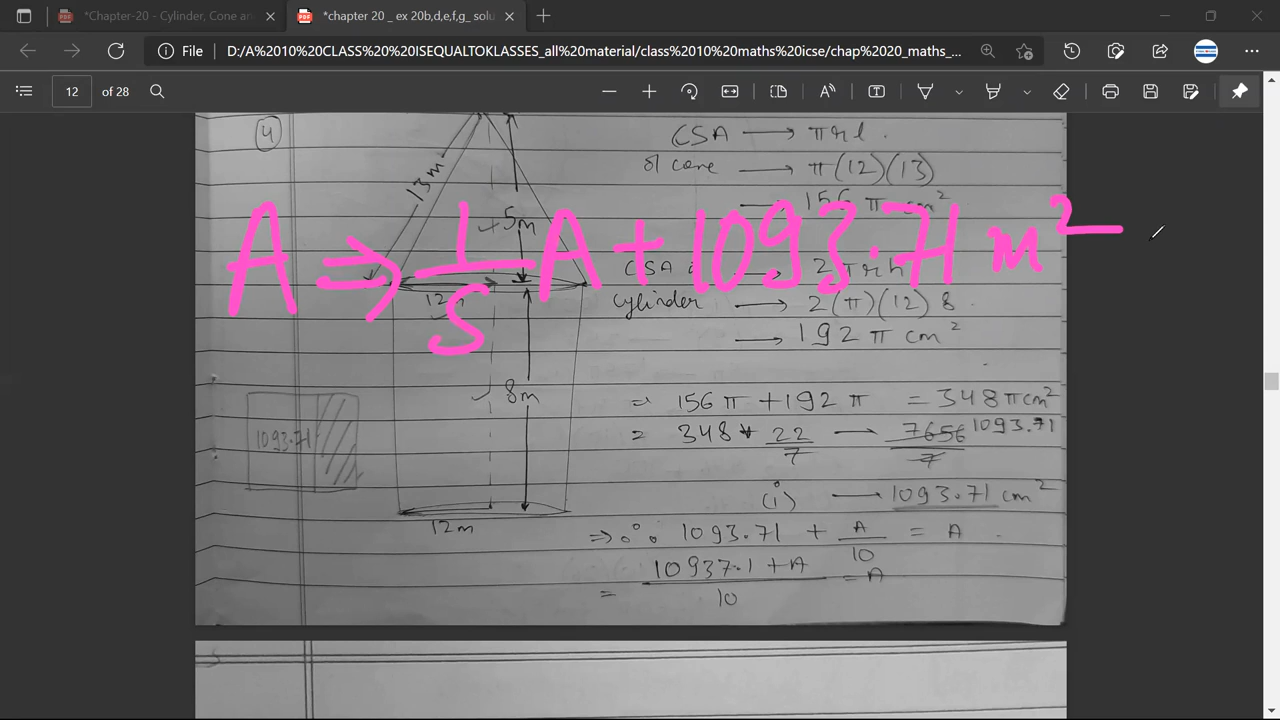 *Chapter-20 - Cylinder, Cone an
*chapter 20 _ ex 20b,d,e,f,g_ solu
File
D:/A%2010%20CLASS%20%20ISEQUALTOKLASSES_all%20material/class%2010%20maths%20icse/chap%2020_maths_...
12 of 28
4
CSA → πrl.
of cone → π(12)(13)
→ 156 π cm²
13m
5m
A ⇒ 1/5 A + 1093.71 m²
CSA → 2πrh
12
cylinder → 2(π)(12) 8
→ 192 π cm²
8m
= 156π + 192π = 348πcm²
1093.71
= 348 * 22/7 → 7656/7 1093.71
(i) → 1093.71 cm²
12m
⇒ ∴ 1093.71 + A/10 = A
= 10937.1 + A / 10 = A